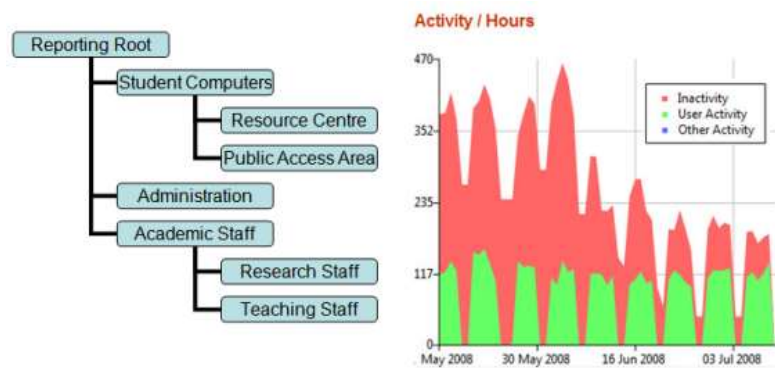 Reporting Root
Student Computers
Resource Centre
Public Access Area
Administration
Academic Staff
Research Staff
Teaching Staff
Activity / Hours
470
352
235
117
0
Inactivity
User Activity
Other Activity
. May 2008
30 May 2008
16 Jun 2008
03 Jul 2008